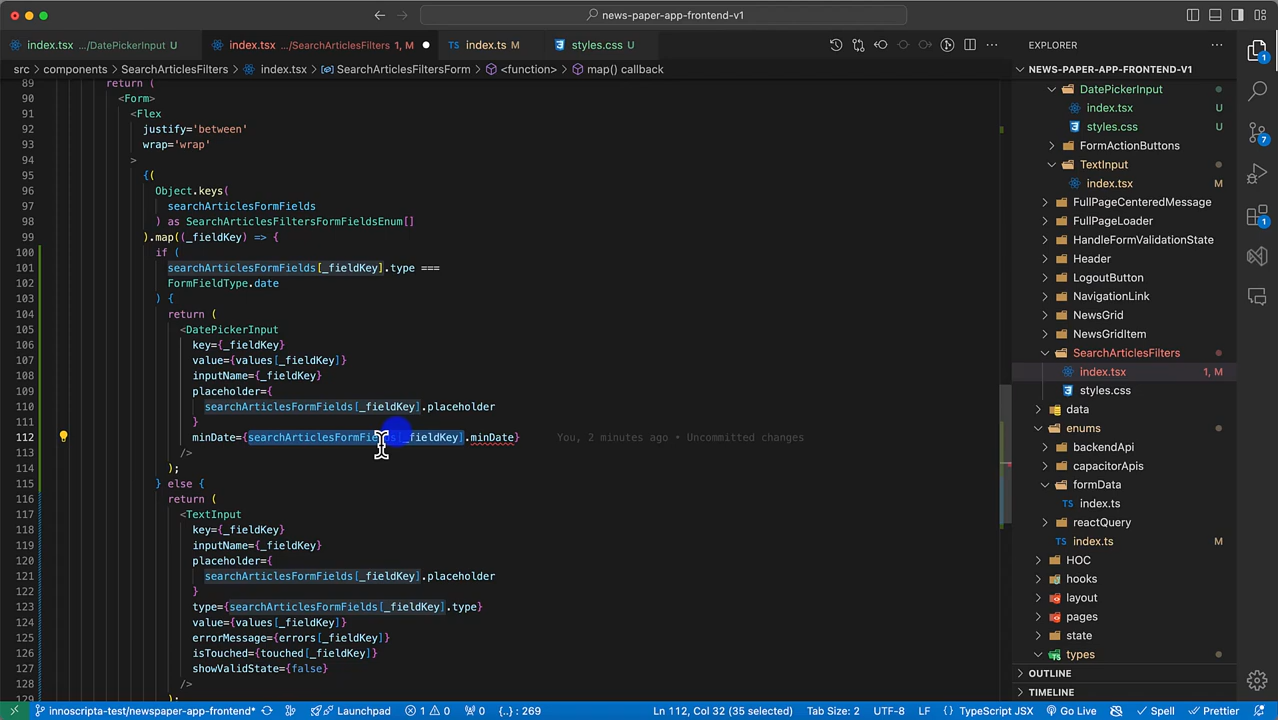 news-paper-app-frontend-v1
index.tsx .../DatePickerInput U
index.tsx .../SearchArticlesFilters 1, M
TS index.ts M
styles.css U
EXPLORER
src > components > SearchArticlesFilters > index.tsx > SearchArticlesFiltersForm > <function> > map() callback
89 return (
90 <Form>
91 <Flex
92 justify='between'
93 wrap='wrap'
94 >
95 {(
96 Object.keys(
97 searchArticlesFormFields
98 ) as SearchArticlesFiltersFormFieldsEnum[]
99 ).map((_fieldKey) => {
100 if (
101 searchArticlesFormFields[_fieldKey].type ===
102 FormFieldType.date
103 ) {
104 return (
105 <DatePickerInput
106 key={_fieldKey}
107 value={values[_fieldKey]}
108 inputName={_fieldKey}
109 placeholder={
110 searchArticlesFormFields[_fieldKey].placeholder
111 }
112 minDate={searchArticlesFormFields[_fieldKey].minDate} You, 2 minutes ago • Uncommitted changes
113 />
114 );
115 } else {
116 return (
117 <TextInput
118 key={_fieldKey}
119 inputName={_fieldKey}
120 placeholder={
121 searchArticlesFormFields[_fieldKey].placeholder
122 }
123 type={searchArticlesFormFields[_fieldKey].type}
124 value={values[_fieldKey]}
125 errorMessage={errors[_fieldKey]}
126 isTouched={touched[_fieldKey]}
127 showValidState={false}
128 />
129 );
NEWS-PAPER-APP-FRONTEND-V1
DatePickerInput
index.tsx U
styles.css U
FormActionButtons
TextInput
index.tsx M
FullPageCenteredMessage
FullPageLoader
HandleFormValidationState
Header
LogoutButton
NavigationLink
NewsGrid
NewsGridItem
SearchArticlesFilters
index.tsx 1, M
styles.css
data
enums
backendApi
capacitorApis
formData
TS index.ts
reactQuery
TS index.ts M
HOC
hooks
layout
pages
state
types
OUTLINE
TIMELINE
1
7
1
innoscripta-test/newspaper-app-frontend* Launchpad 1 0 0 {..} : 269 Ln 112, Col 32 (35 selected) Tab Size: 2 UTF-8 LF {} TypeScript JSX Go Live Spell Prettier